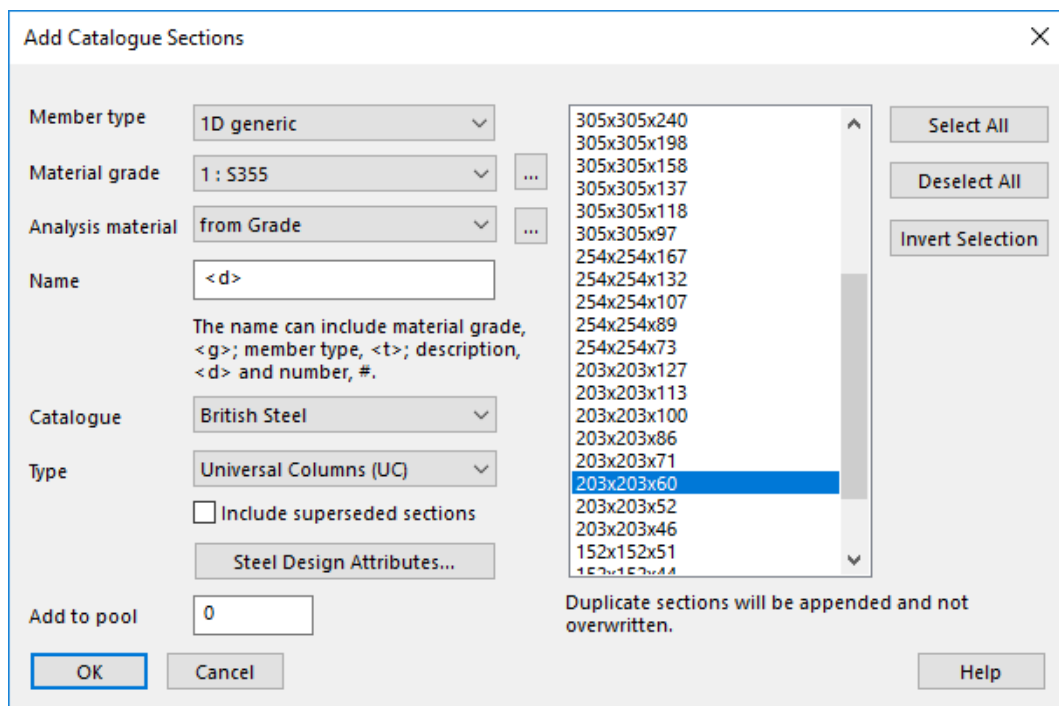 Add Catalogue Sections
Member type
1D generic
Material grade
1 : S355
...
Analysis material
from Grade
...
Name
<d>
The name can include material grade,
<g>; member type, <t>; description,
<d> and number, #.
Catalogue
British Steel
Type
Universal Columns (UC)
Include superseded sections
Steel Design Attributes...
Add to pool
0
OK
Cancel
305x305x240
305x305x198
305x305x158
305x305x137
305x305x118
305x305x97
254x254x167
254x254x132
254x254x107
254x254x89
254x254x73
203x203x127
203x203x113
203x203x100
203x203x86
203x203x71
203x203x60
203x203x52
203x203x46
152x152x51
152x152x44
Duplicate sections will be appended and not
overwritten.
Select All
Deselect All
Invert Selection
Help